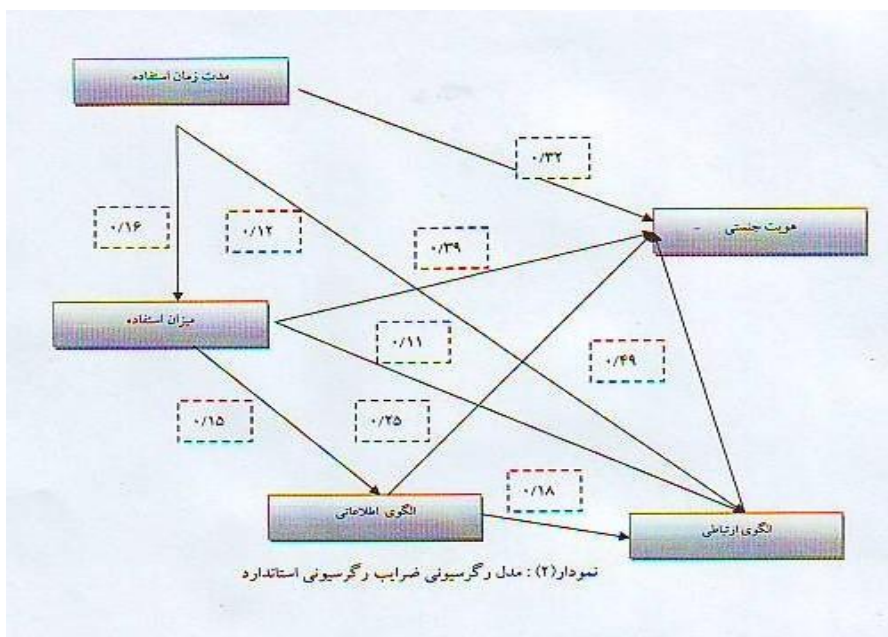 مدت زمان استفاده
۰/۳۲
۰/۱۶
۰/۱۲
هویت جنسیتی -
۰/۳۹
میزان استفاده
۰/۱۱
۰/۴۹
۰/۱۵
۰/۲۵
۰/۱۸
الگوی اطلاعاتی
الگوی ارتباطی
نمودار(۲) : مدل رگرسیونی ضرایب رگرسیونی استاندارد